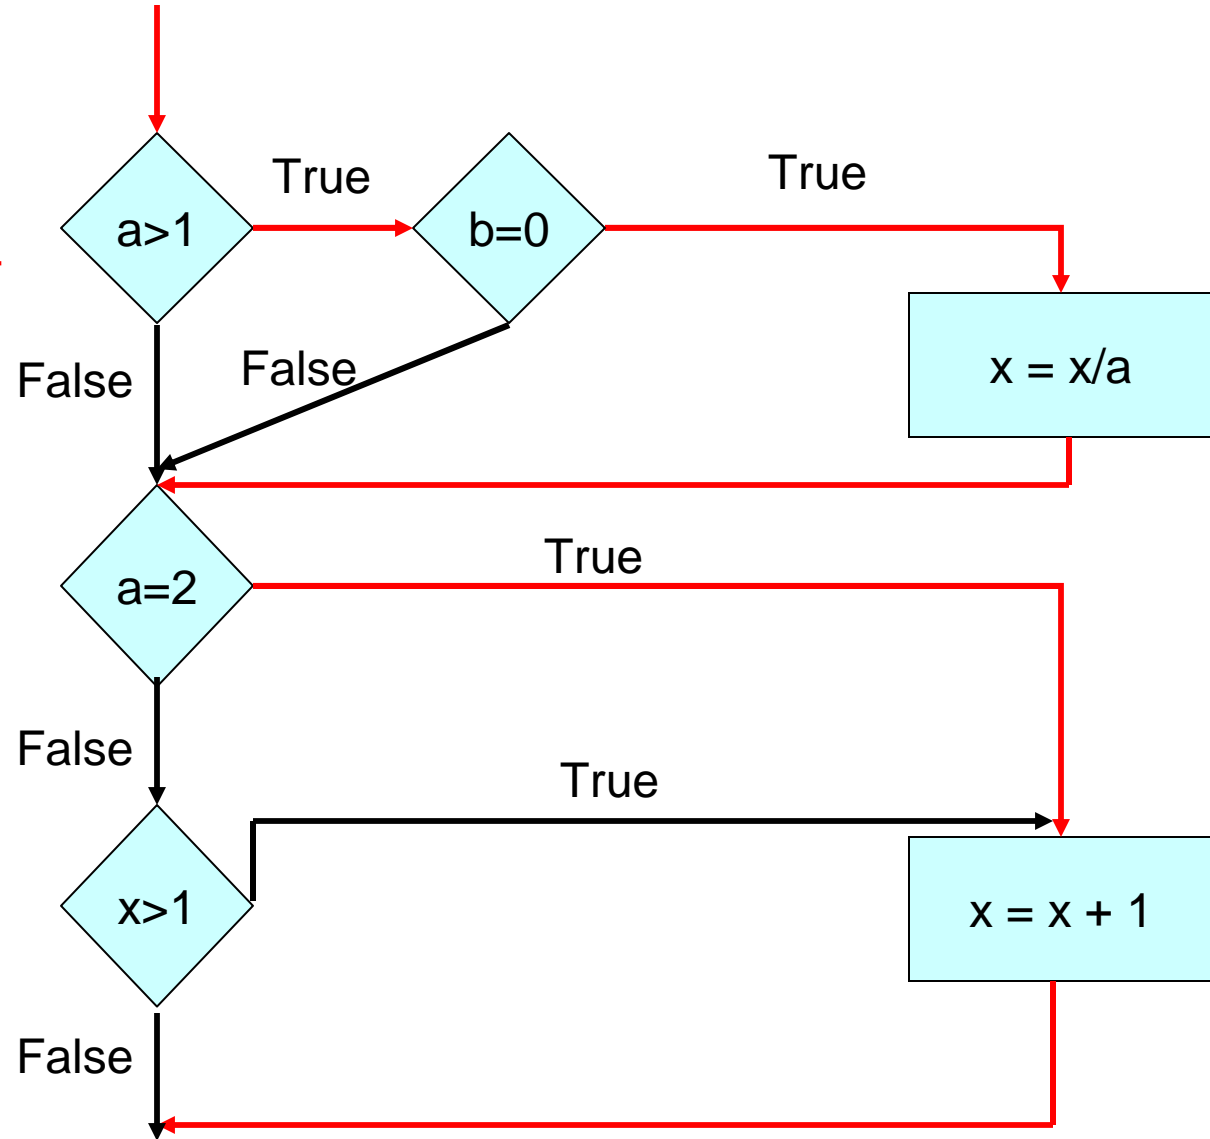 True
True
a>1
b=0
False
False
x = x/a
True
a=2
False
True
x>1
x = x + 1
False